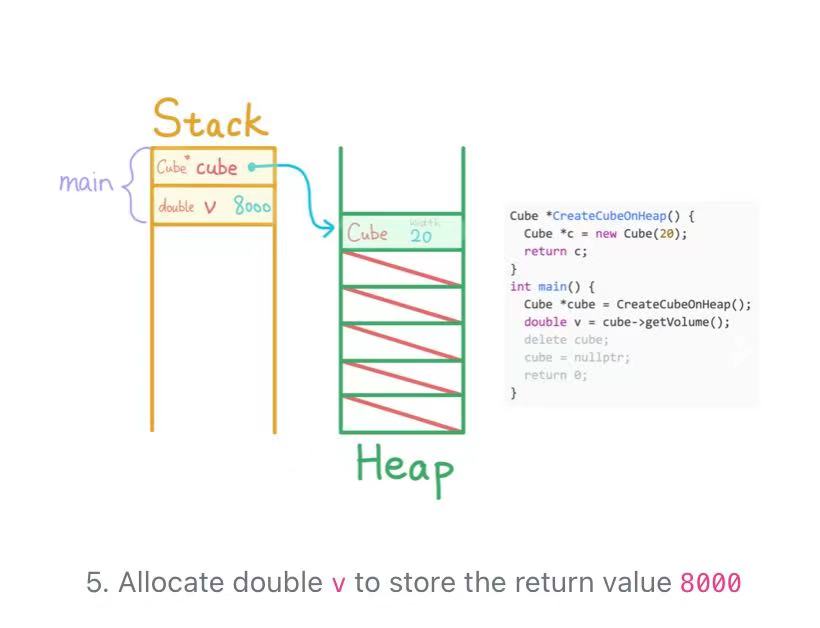 Stack
main
Cube* cube
double v 8000
Cube width 20
Heap
Cube *CreateCubeOnHeap() {
  Cube *c = new Cube(20);
  return c;
}
int main() {
  Cube *cube = CreateCubeOnHeap();
  double v = cube->getVolume();
  delete cube;
  cube = nullptr;
  return 0;
}
5. Allocate double v to store the return value 8000